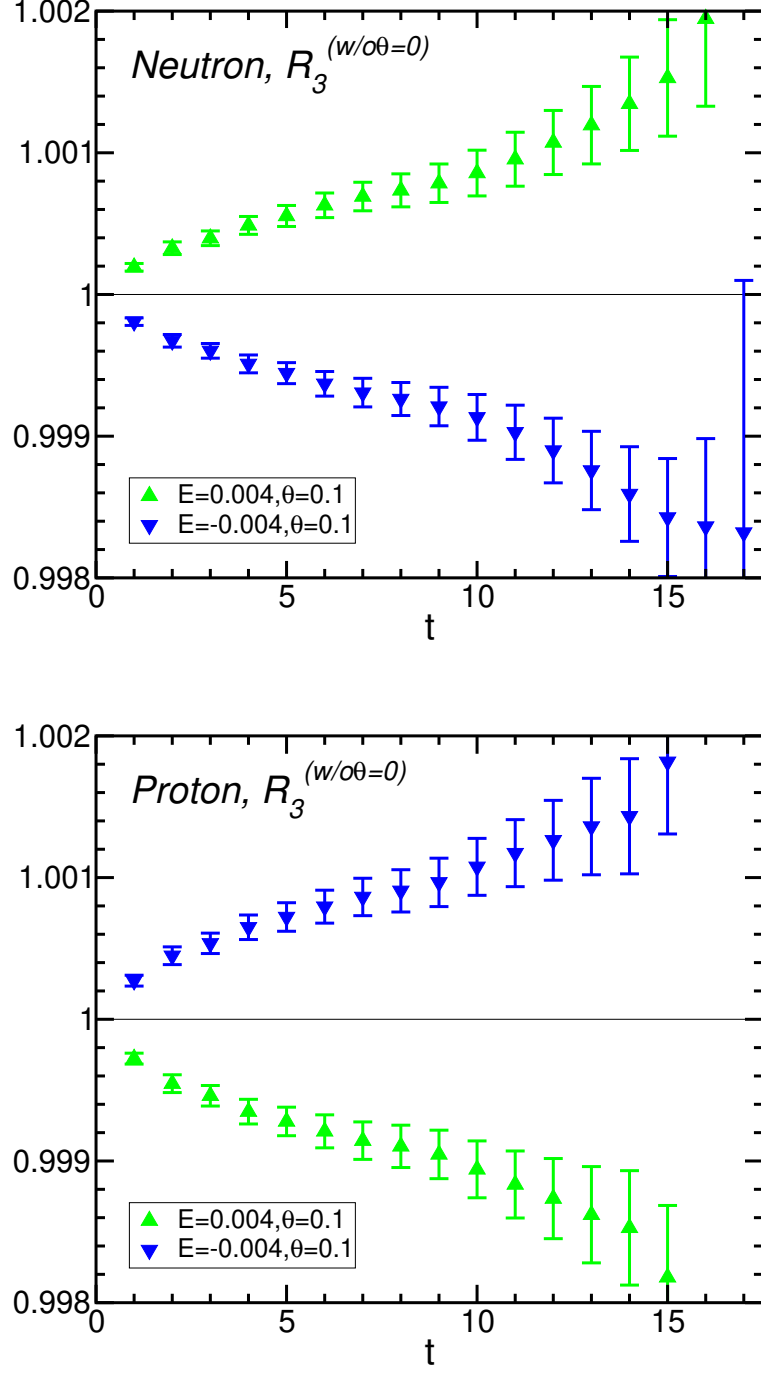 1.002
Neutron, R3(w/oθ=0)
1.001
1
0.999
E=0.004,θ=0.1
E=-0.004,θ=0.1
0.998
0 5 10 15
t
1.002
Proton, R3(w/oθ=0)
1.001
1
0.999
E=0.004,θ=0.1
E=-0.004,θ=0.1
0.998
0 5 10 15
t